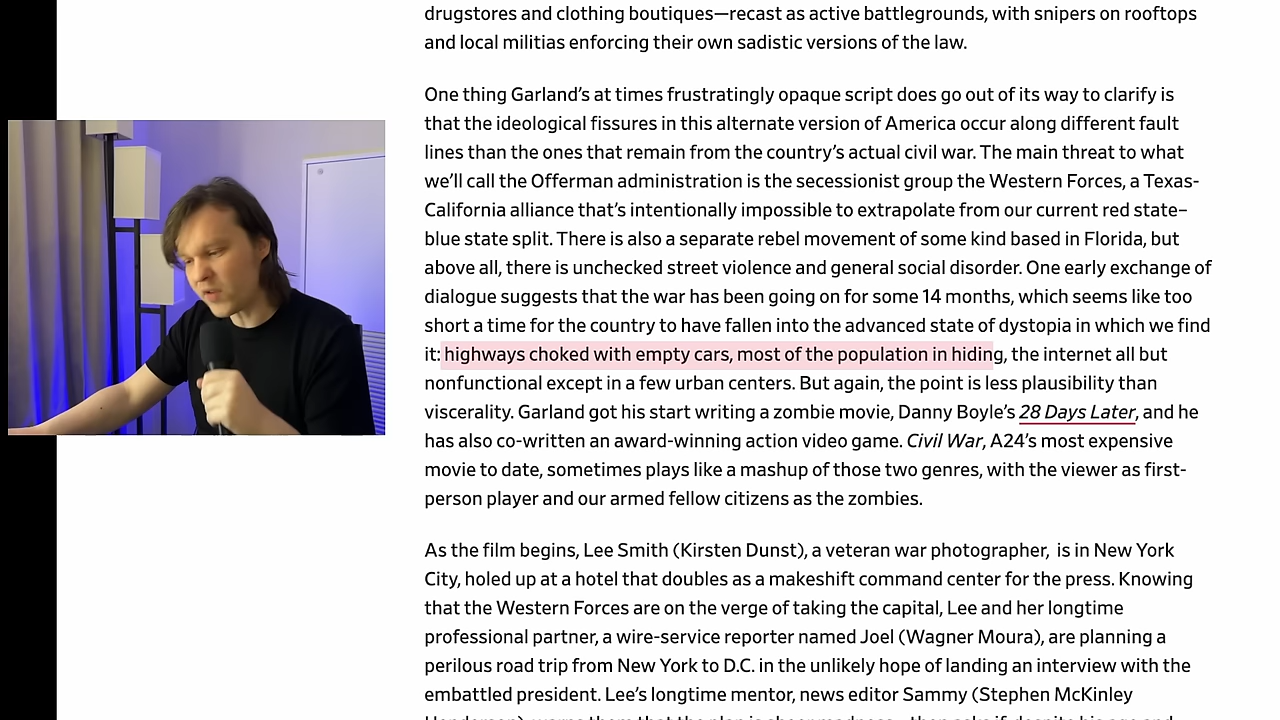 drugstores and clothing boutiques—recast as active battlegrounds, with snipers on rooftops
and local militias enforcing their own sadistic versions of the law.
One thing Garland’s at times frustratingly opaque script does go out of its way to clarify is
that the ideological fissures in this alternate version of America occur along different fault
lines than the ones that remain from the country’s actual civil war. The main threat to what
we’ll call the Offerman administration is the secessionist group the Western Forces, a Texas-
California alliance that’s intentionally impossible to extrapolate from our current red state–
blue state split. There is also a separate rebel movement of some kind based in Florida, but
above all, there is unchecked street violence and general social disorder. One early exchange of
dialogue suggests that the war has been going on for some 14 months, which seems like too
short a time for the country to have fallen into the advanced state of dystopia in which we find
it: highways choked with empty cars, most of the population in hiding, the internet all but
nonfunctional except in a few urban centers. But again, the point is less plausibility than
viscerality. Garland got his start writing a zombie movie, Danny Boyle’s 28 Days Later, and he
has also co-written an award-winning action video game. Civil War, A24’s most expensive
movie to date, sometimes plays like a mashup of those two genres, with the viewer as first-
person player and our armed fellow citizens as the zombies.
As the film begins, Lee Smith (Kirsten Dunst), a veteran war photographer, is in New York
City, holed up at a hotel that doubles as a makeshift command center for the press. Knowing
that the Western Forces are on the verge of taking the capital, Lee and her longtime
professional partner, a wire-service reporter named Joel (Wagner Moura), are planning a
perilous road trip from New York to D.C. in the unlikely hope of landing an interview with the
embattled president. Lee’s longtime mentor, news editor Sammy (Stephen McKinley